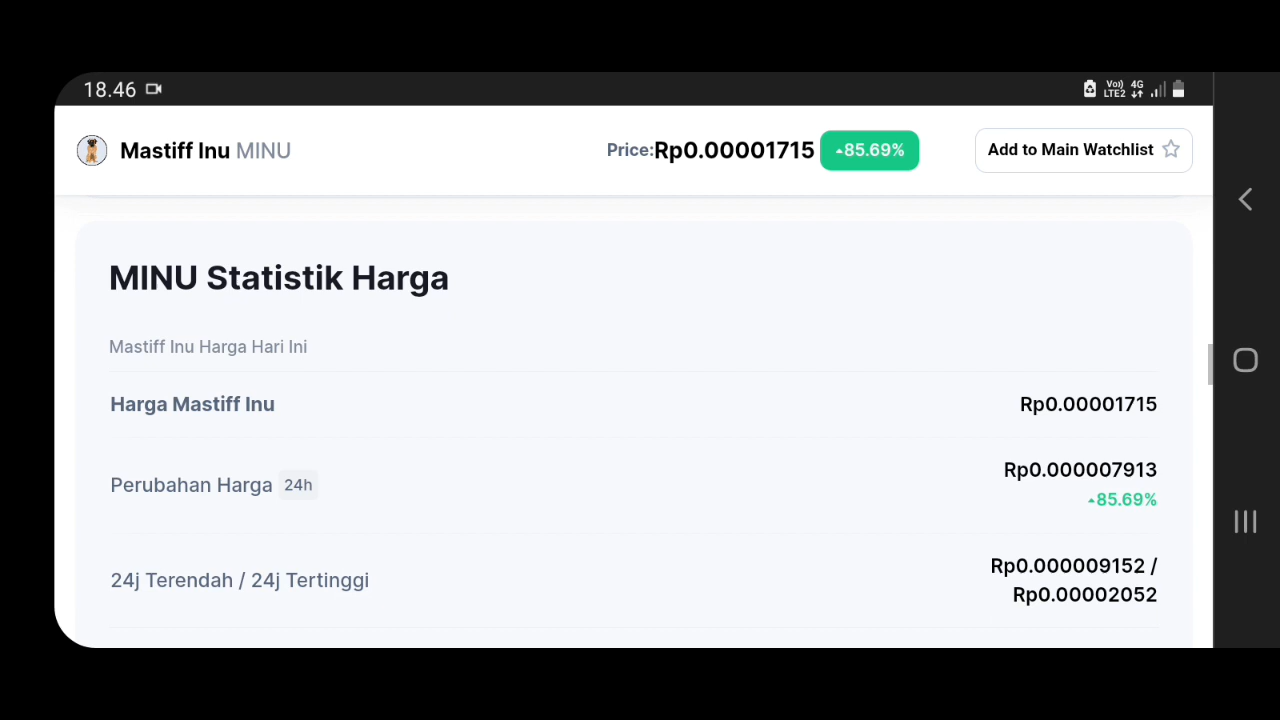 18.46
Vo)) 4G
LTE2
Mastiff Inu MINU
Price:Rp0.00001715 85.69%
Add to Main Watchlist
MINU Statistik Harga
Mastiff Inu Harga Hari Ini
Harga Mastiff Inu Rp0.00001715
Perubahan Harga 24h Rp0.000007913
85.69%
24j Terendah / 24j Tertinggi Rp0.000009152 /
Rp0.00002052